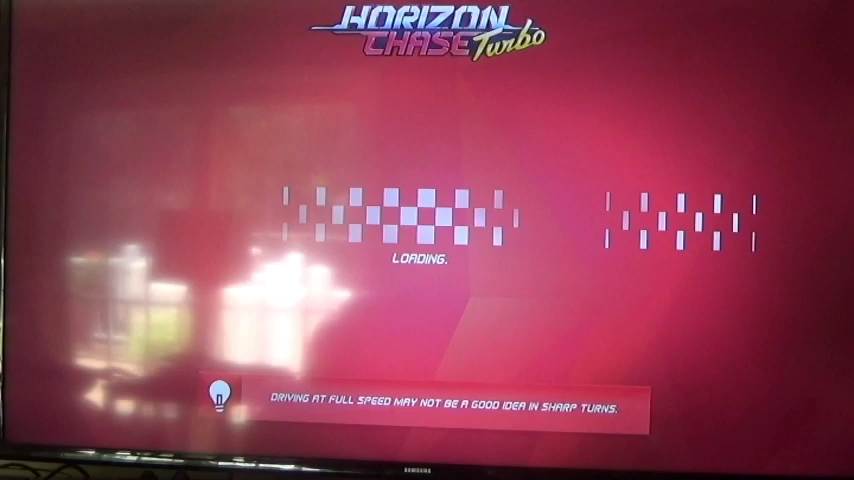 HORIZON
CHASE Turbo
LOADING.
DRIVING AT FULL SPEED MAY NOT BE A GOOD IDEA IN SHARP TURNS.
SAMSUNG